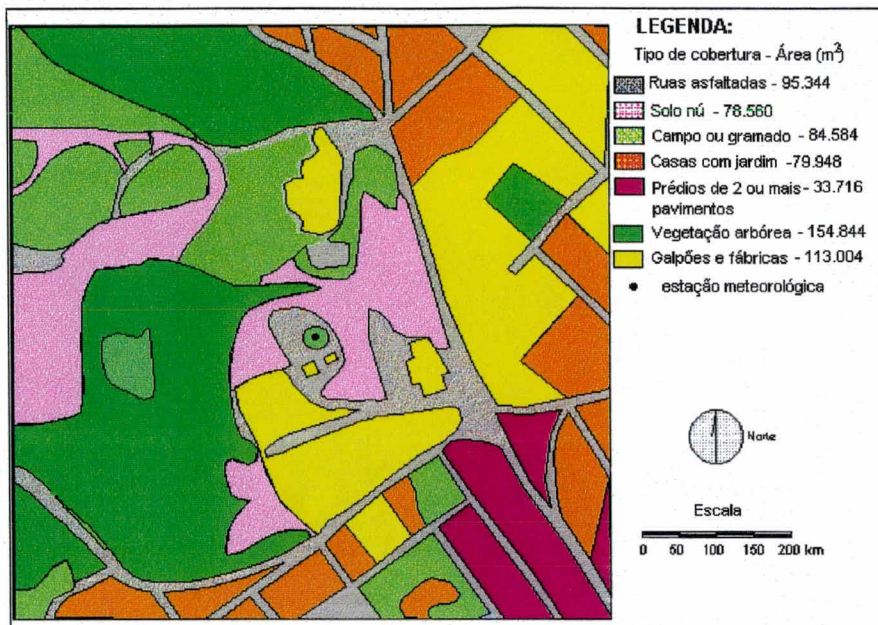 LEGENDA:
Tipo de cobertura - Área (m²)
Ruas asfaltadas - 95.344
Solo nú - 78.560
Campo ou gramado - 84.584
Casas com jardim -79.948
Prédios de 2 ou mais - 33.716
pavimentos
Vegetação arbórea - 154.844
Galpões e fábricas - 113.004
estação meteorológica
Norte
Escala
0 50 100 150 200 km